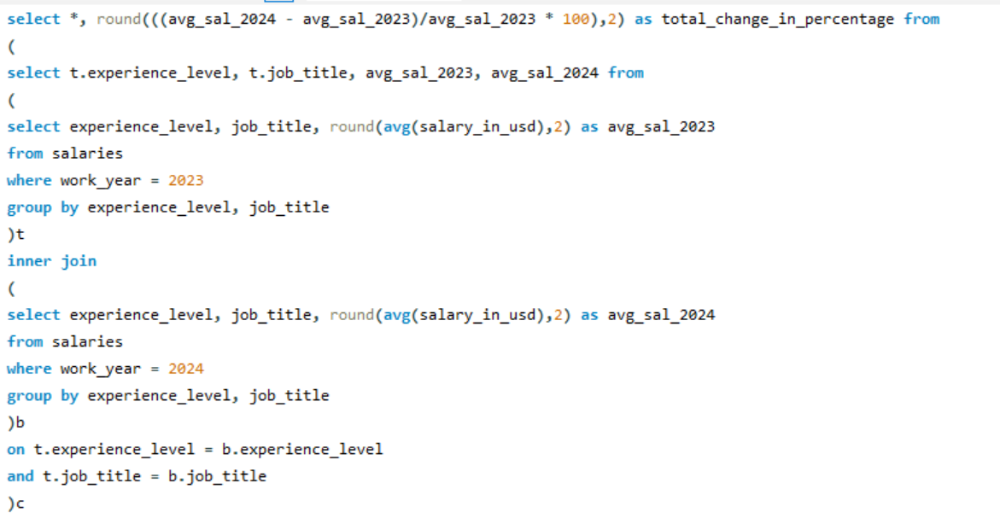 select *, round(((avg_sal_2024 - avg_sal_2023)/avg_sal_2023 * 100),2) as total_change_in_percentage from
(
select t.experience_level, t.job_title, avg_sal_2023, avg_sal_2024 from
(
select experience_level, job_title, round(avg(salary_in_usd),2) as avg_sal_2023
from salaries
where work_year = 2023
group by experience_level, job_title
)t
inner join
(
select experience_level, job_title, round(avg(salary_in_usd),2) as avg_sal_2024
from salaries
where work_year = 2024
group by experience_level, job_title
)b
on t.experience_level = b.experience_level
and t.job_title = b.job_title
)c